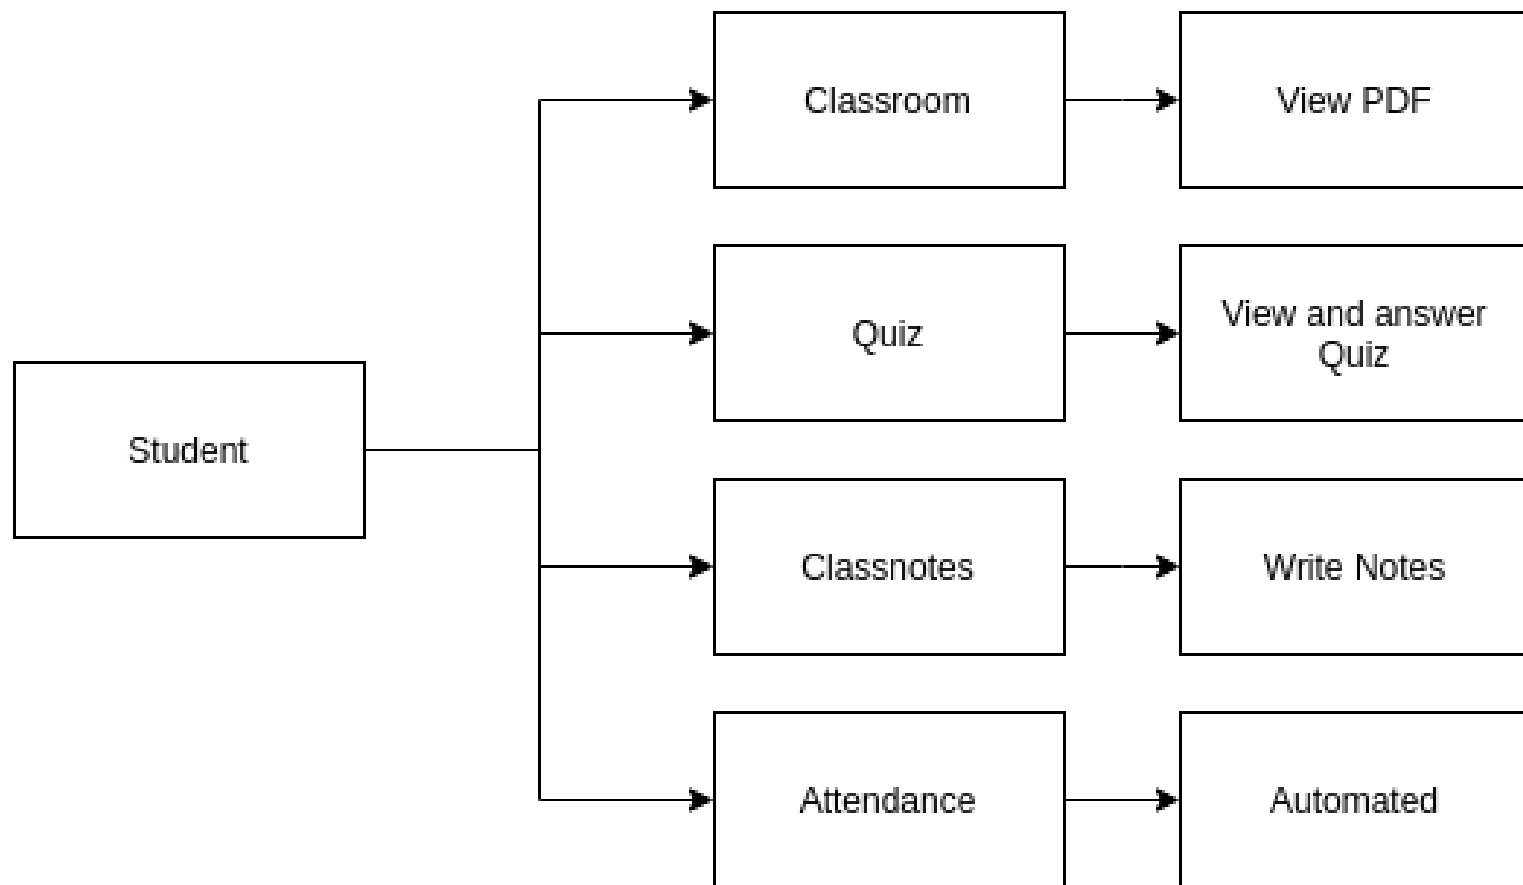 Classroom
View PDF
Quiz
View and answer
Quiz
Student
Classnotes
Write Notes
Attendance
Automated